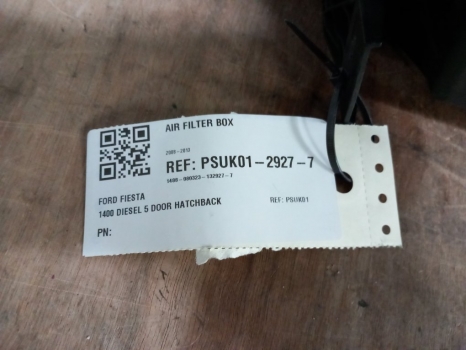 AIR FILTER BOX
2009-2012
REF: PSUK01-2927-7
1400-080323-132927-7
FORD FIESTA
1400 DIESEL 5 DOOR HATCHBACK
REF: PSUK01
PN: